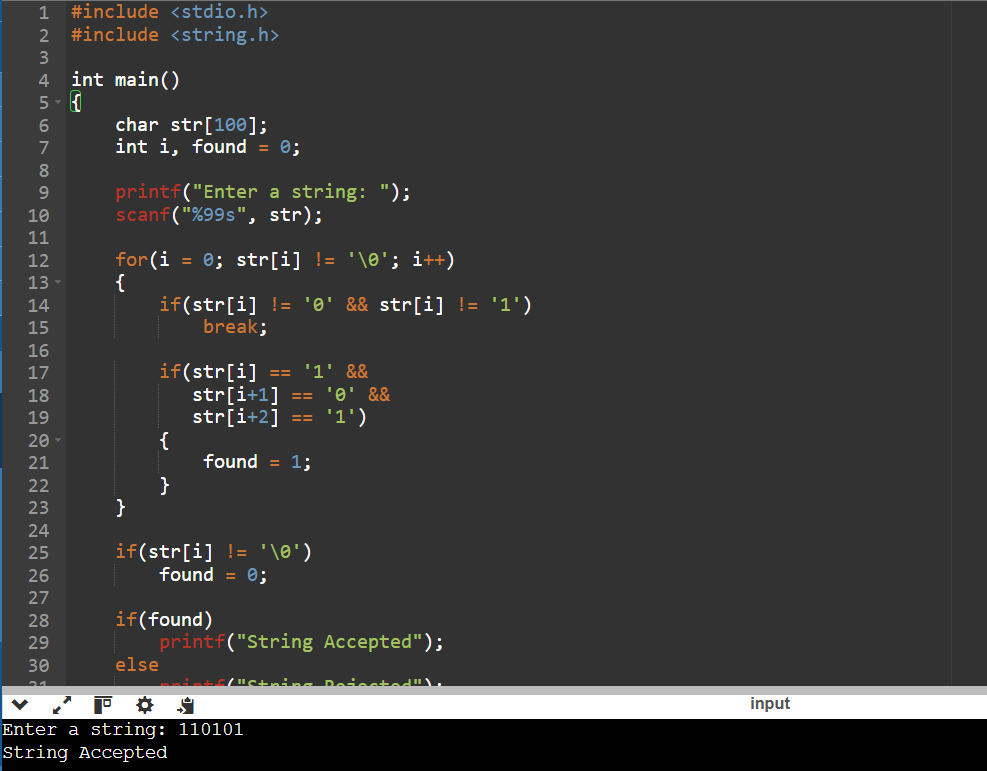 1 #include <stdio.h>
2 #include <string.h>
3
4 int main()
5 {
6     char str[100];
7     int i, found = 0;
8
9     printf("Enter a string: ");
10     scanf("%99s", str);
11
12     for(i = 0; str[i] != '\0'; i++)
13     {
14         if(str[i] != '0' && str[i] != '1')
15             break;
16
17         if(str[i] == '1' &&
18            str[i+1] == '0' &&
19            str[i+2] == '1')
20         {
21             found = 1;
22         }
23     }
24
25     if(str[i] != '\0')
26         found = 0;
27
28     if(found)
29         printf("String Accepted");
30     else
31         printf("String Rejected");
input
Enter a string: 110101
String Accepted